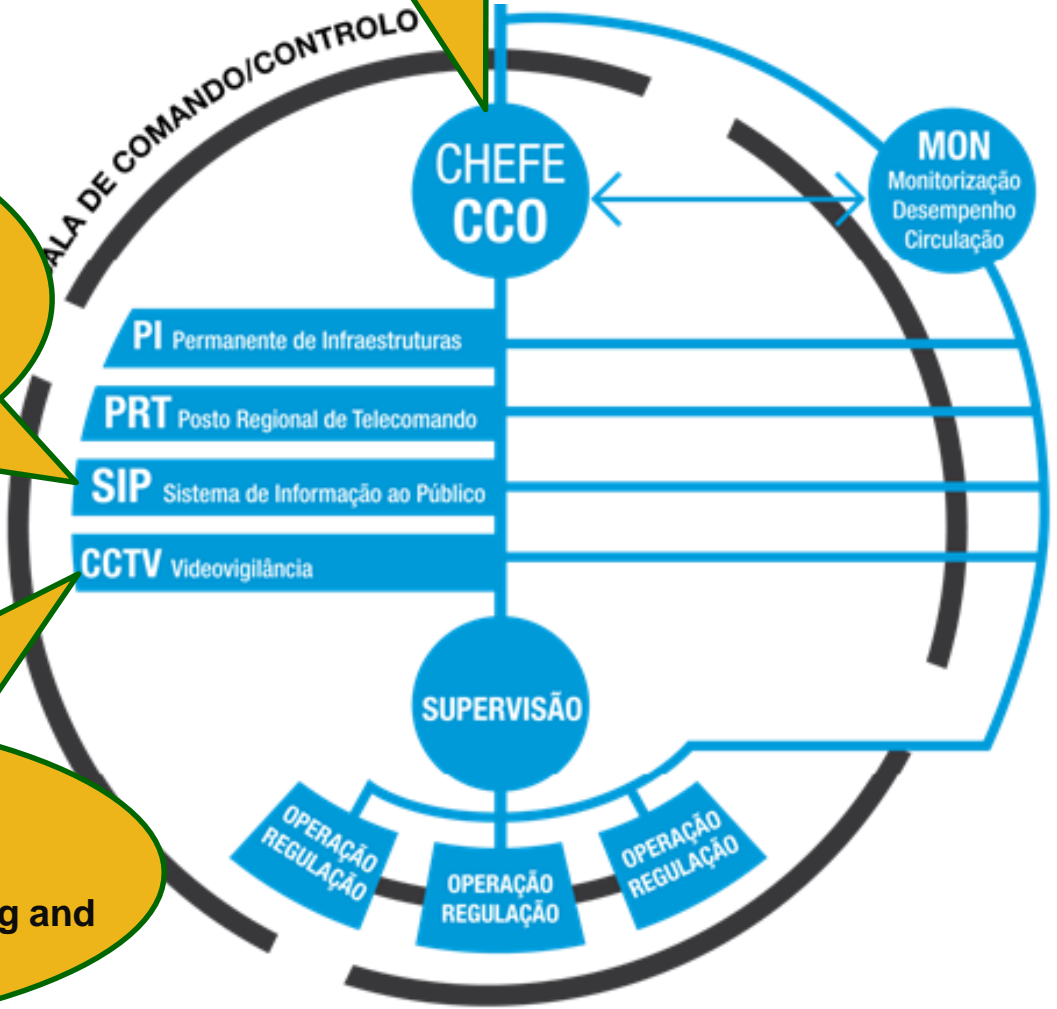 SALA DE COMANDO/CONTROLO
CHEFE
CCO
MON
Monitorização
Desempenho
Circulação
PI Permanente de Infraestruturas
PRT Posto Regional de Telecomando
SIP Sistema de Informação ao Público
CCTV Videovigilância
SUPERVISÃO
OPERAÇÃO
REGULAÇÃO
OPERAÇÃO
REGULAÇÃO
OPERAÇÃO
REGULAÇÃO
g and